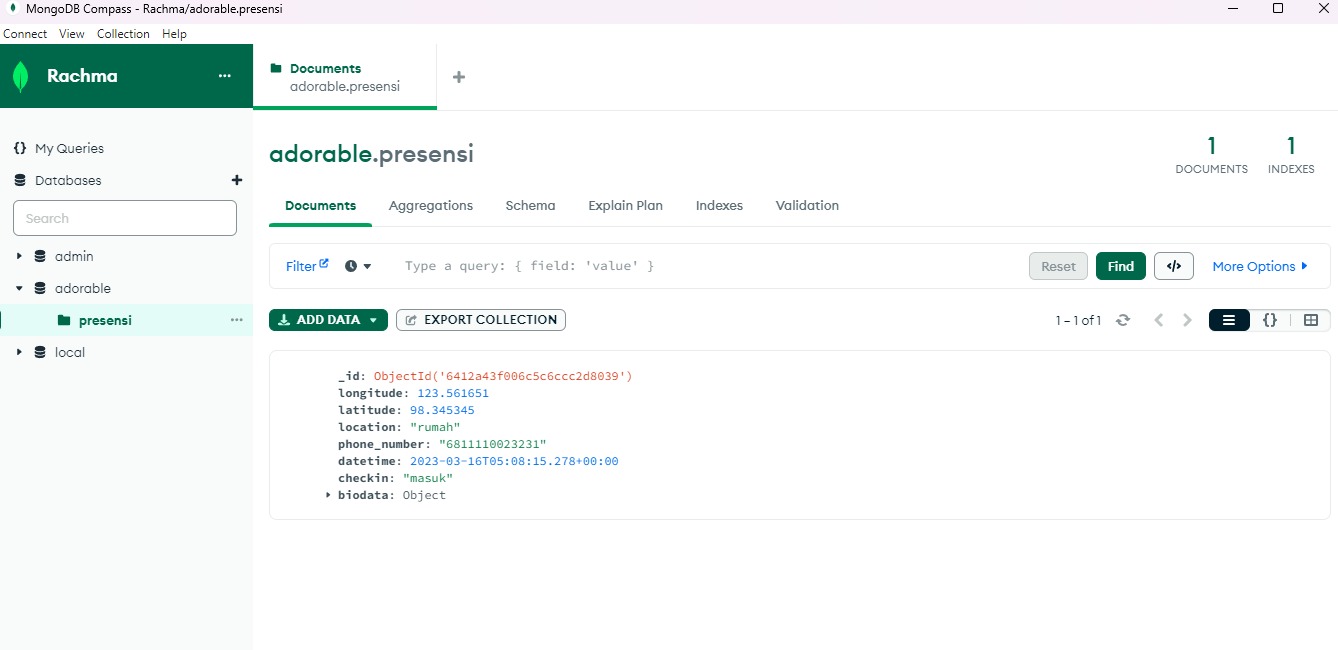 MongoDB Compass - Rachma/adorable.presensi
Connect View Collection Help
Rachma
Documents
adorable.presensi
My Queries
Databases
Search
admin
adorable
presensi
local
adorable.presensi
1
DOCUMENTS
1
INDEXES
Documents Aggregations Schema Explain Plan Indexes Validation
Filter Type a query: { field: 'value' } Reset Find </> More Options
ADD DATA EXPORT COLLECTION 1 – 1 of 1 {}
_id: ObjectId('6412a43f006c5c6ccc2d8039')
longitude: 123.561651
latitude: 98.345345
location: "rumah"
phone_number: "6811110023231"
datetime: 2023-03-16T05:08:15.278+00:00
checkin: "masuk"
biodata: Object